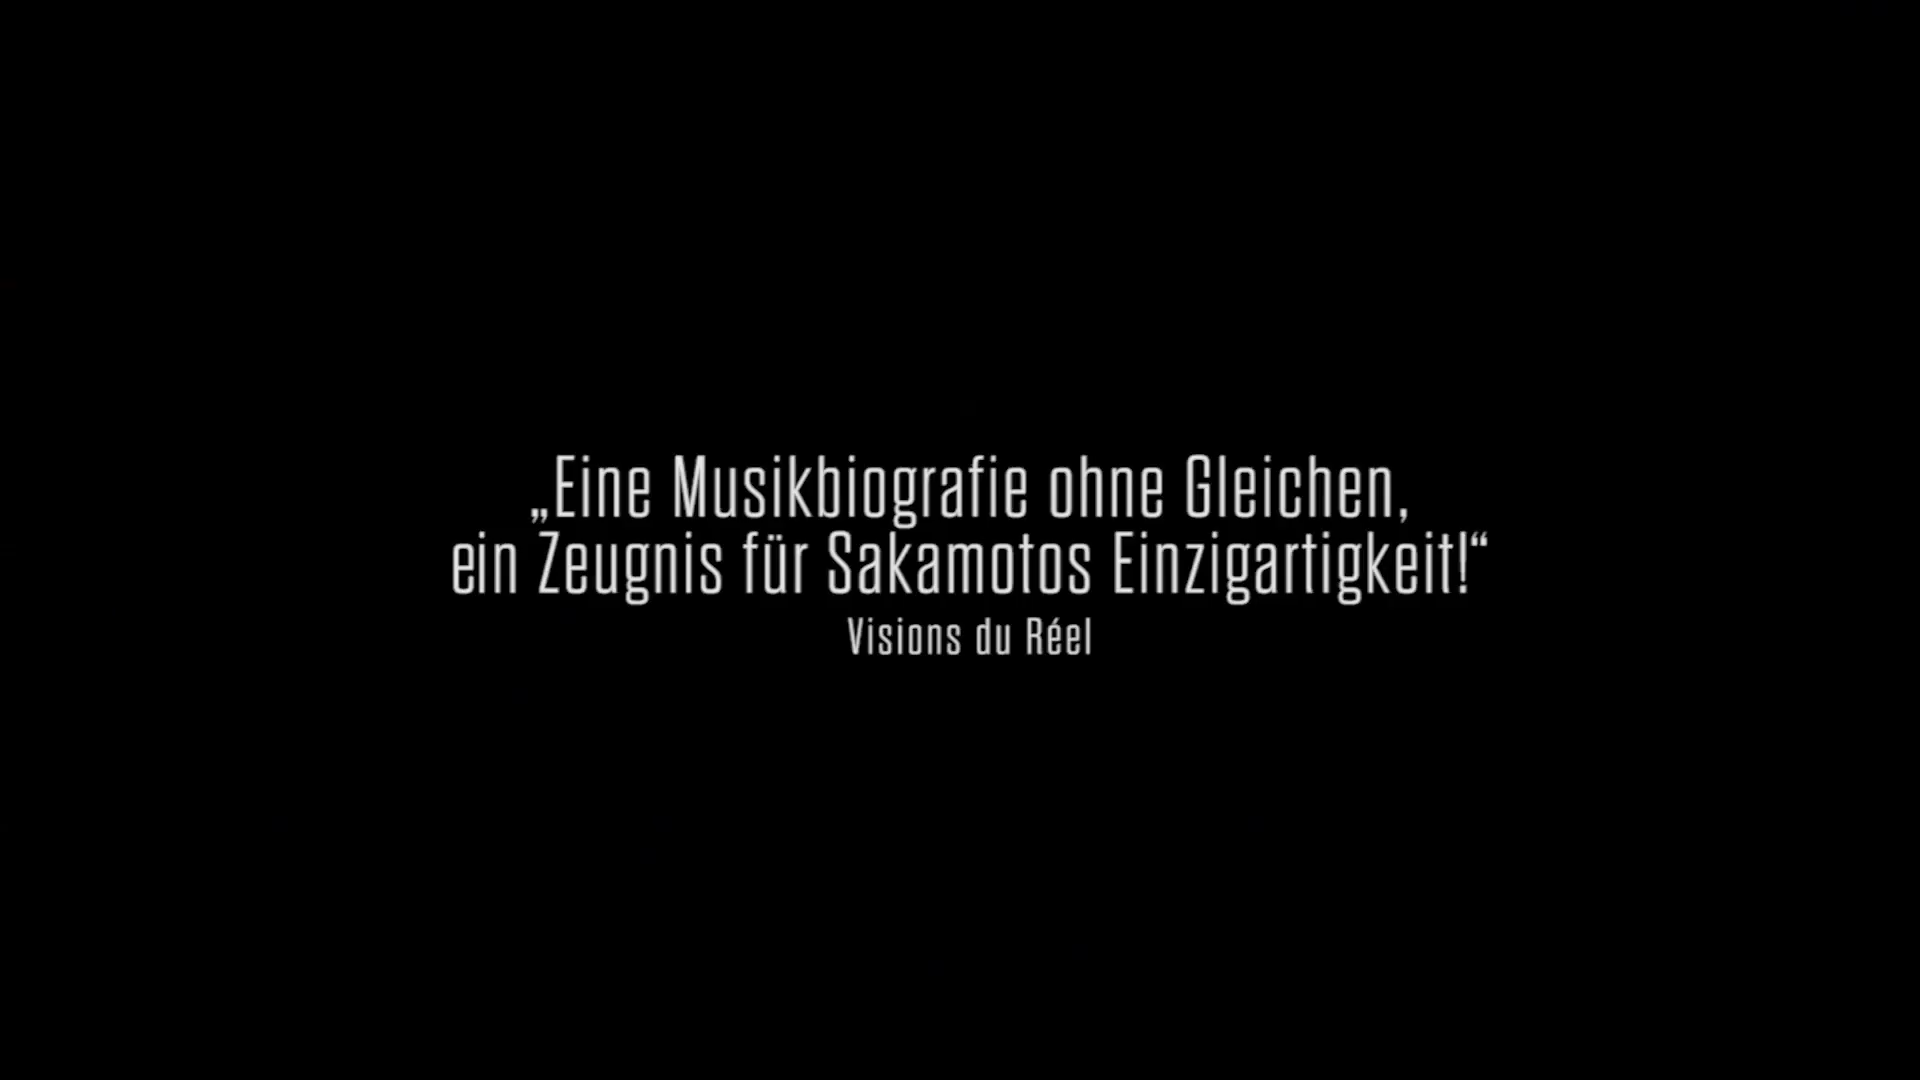 „Eine Musikbiografie ohne Gleichen,
ein Zeugnis für Sakamotos Einzigartigkeit!“
Visions du Réel